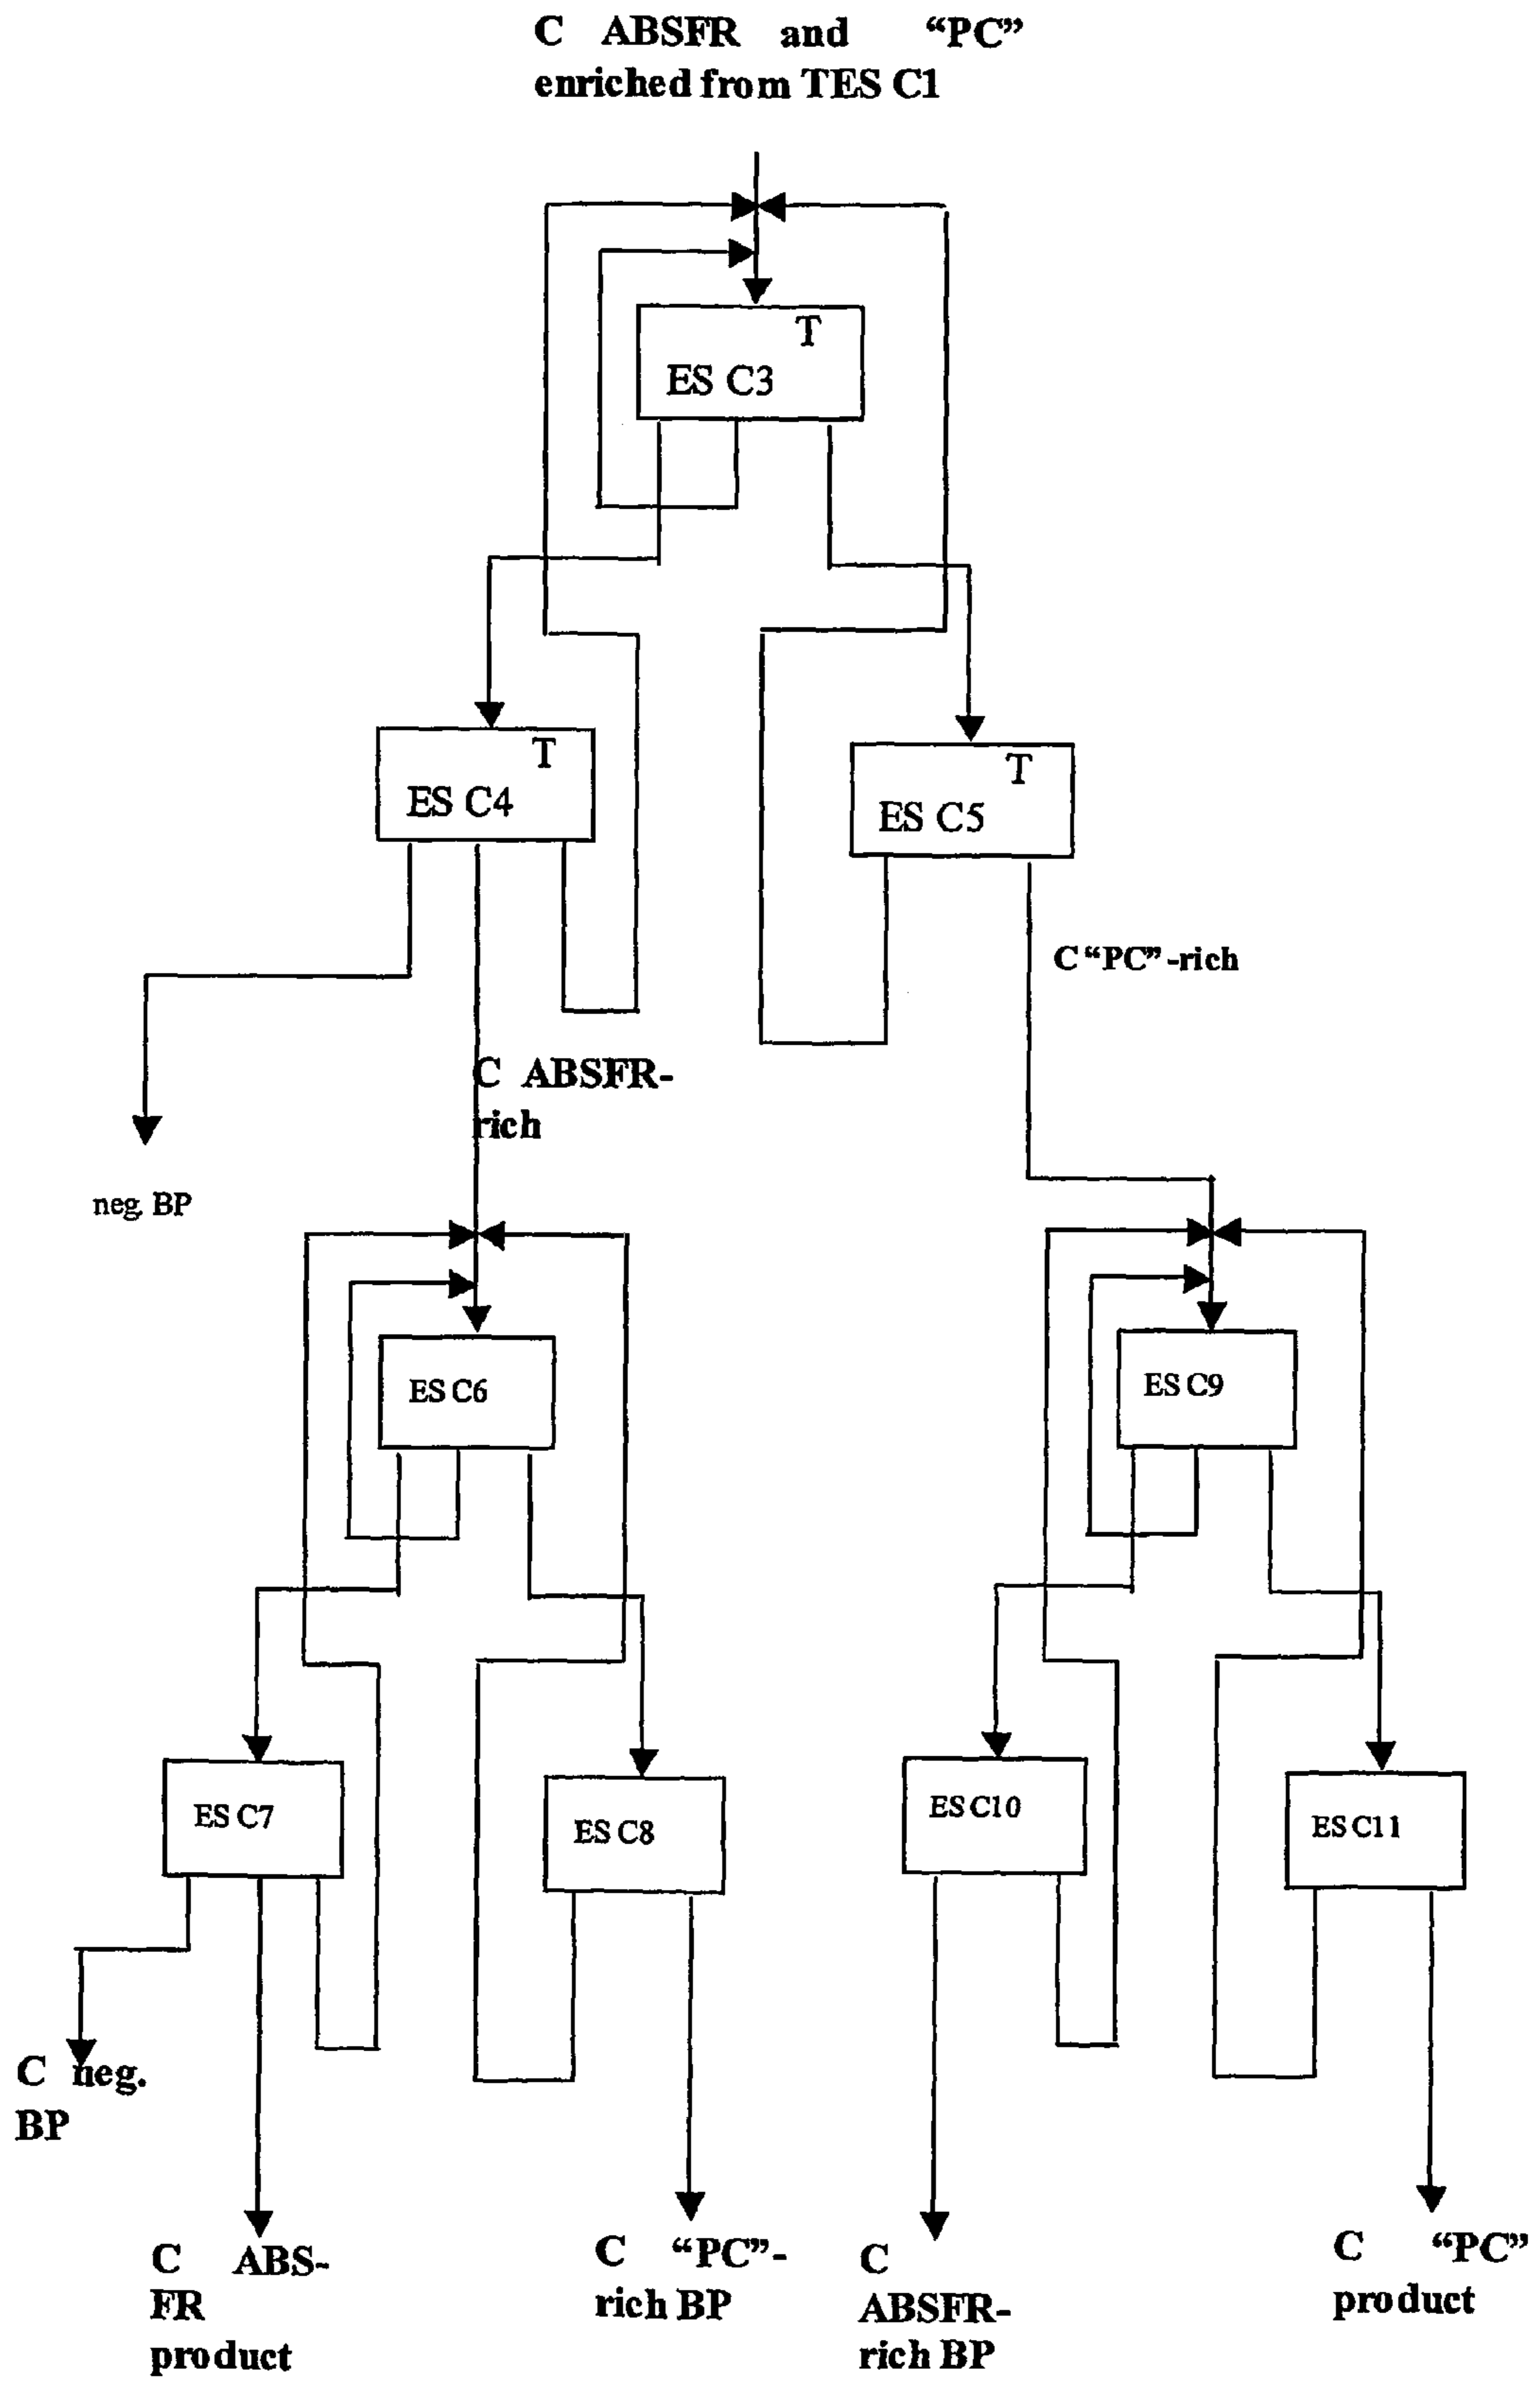 C ABSFR and “PC”
enriched from TES C1
T
ES C3
T
ES C4
T
ES C5
C “PC”-rich
C ABSFR-
rich
neg. BP
ES C6
ES C9
ES C7
ES C8
ES C10
ES C11
C neg.
BP
C ABS-
FR
product
C “PC”-
rich BP
C
ABSFR-
rich BP
C “PC”
product